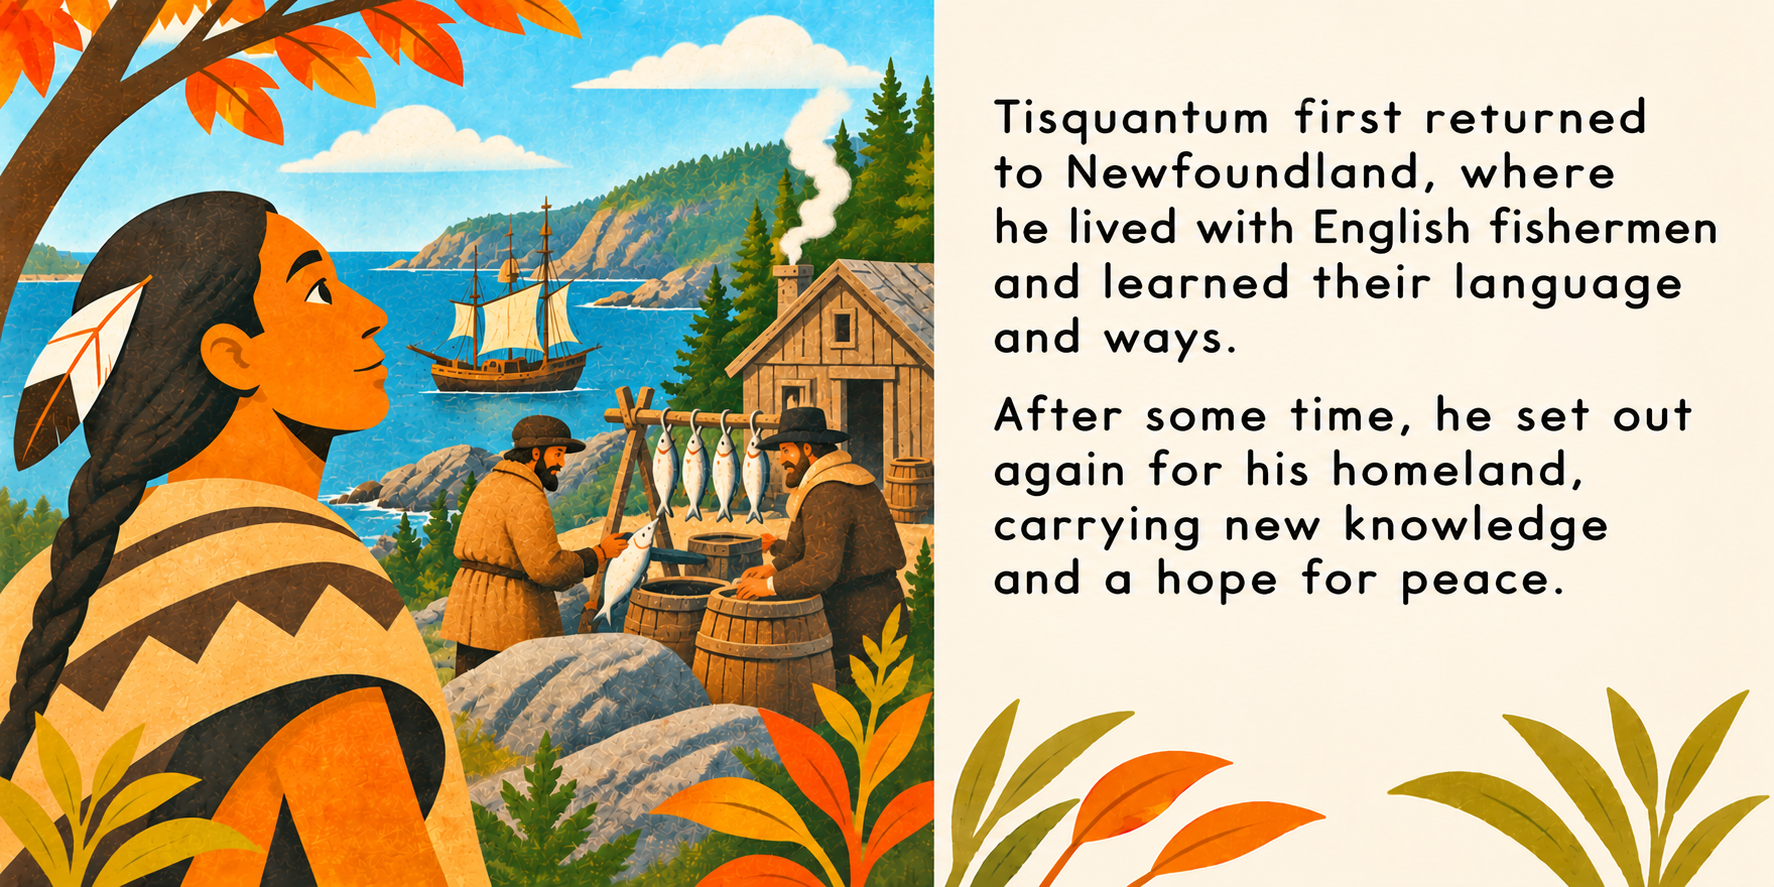 Tisquantum first returned
to Newfoundland, where
he lived with English fishermen
and learned their language
and ways.
After some time, he set out
again for his homeland,
carrying new knowledge
and a hope for peace.